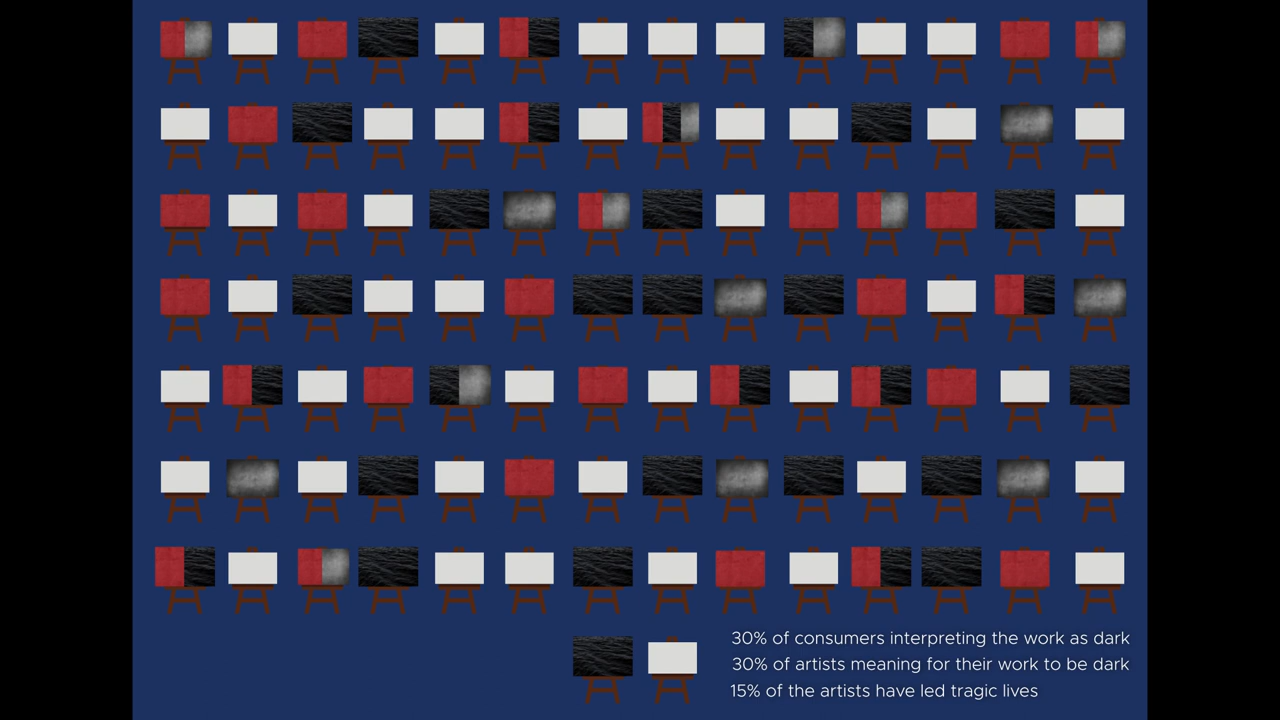 30% of consumers interpreting the work as dark
30% of artists meaning for their work to be dark
15% of the artists have led tragic lives